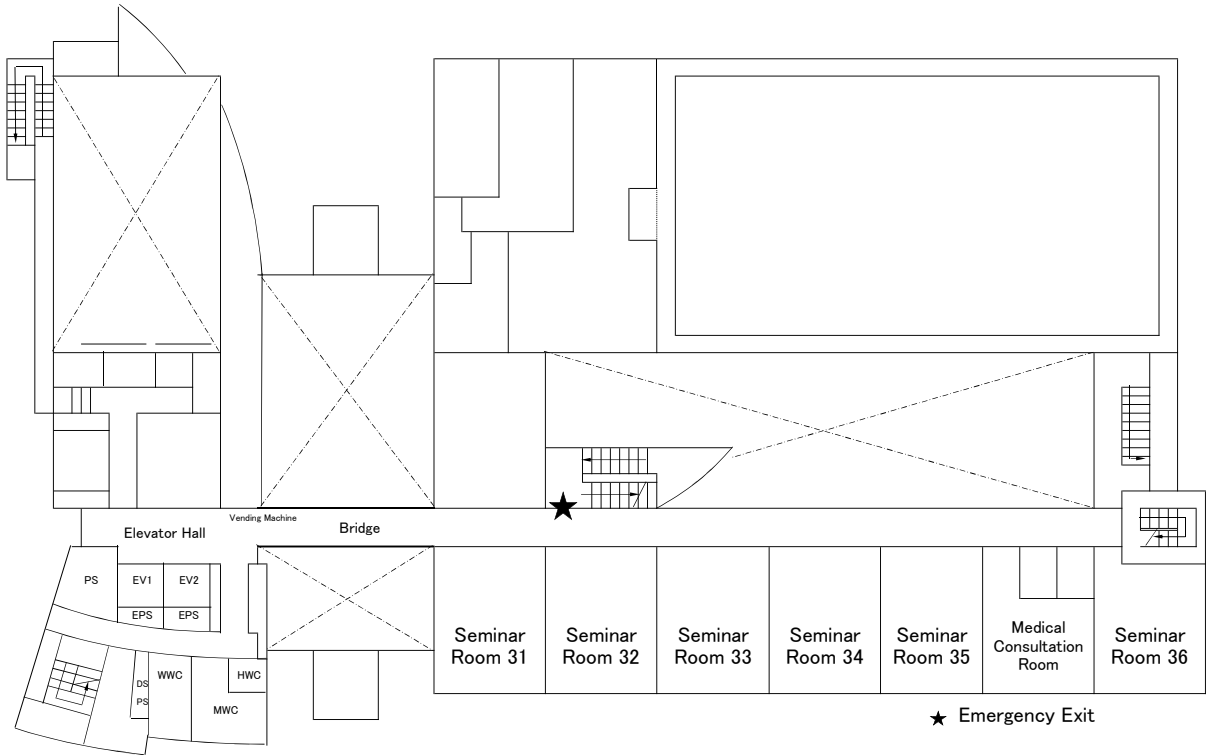 Vending Machine
Elevator Hall
Bridge
PS
EV1
EV2
EPS
EPS
WWC
HWC
DS
PS
MWC
Seminar
Room 31
Seminar
Room 32
Seminar
Room 33
Seminar
Room 34
Seminar
Room 35
Medical
Consultation
Room
Seminar
Room 36
★ Emergency Exit